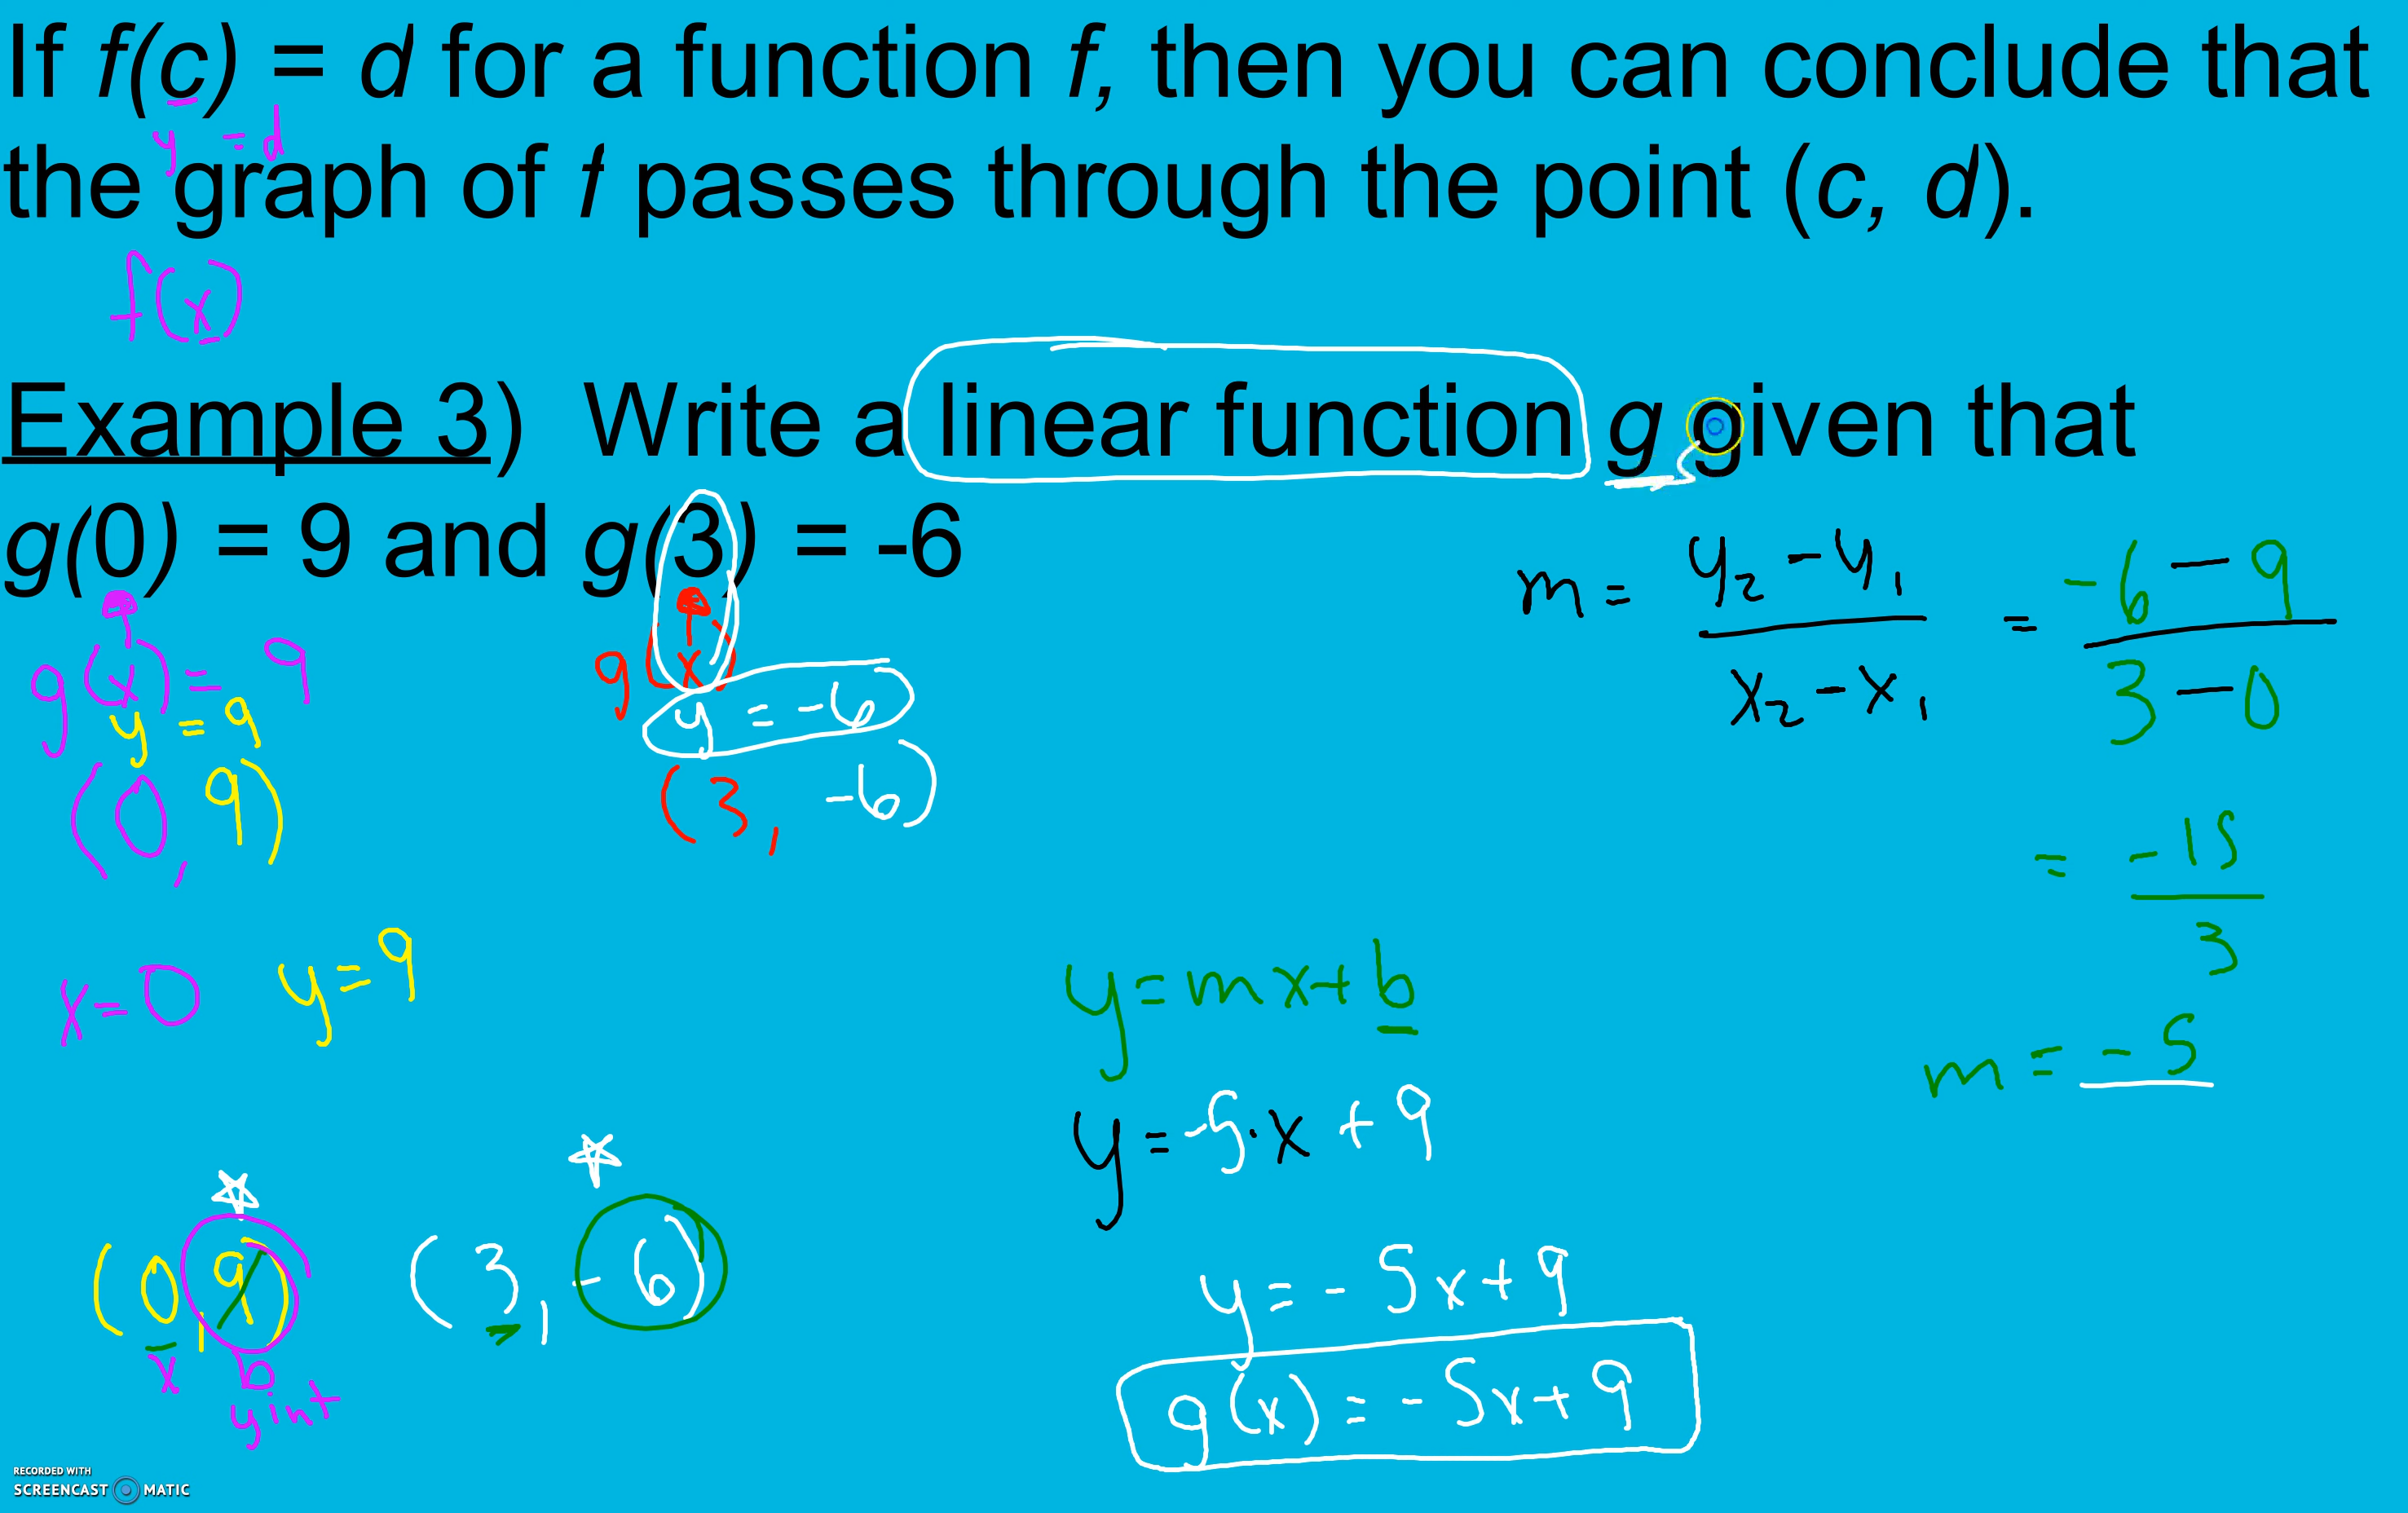 If f(c) = d for a function f, then you can conclude that
y = d
the graph of f passes through the point (c, d).
f(x)
Example 3) Write a linear function g given that
g(0) = 9 and g(3) = -6
g(x) = 9
y = 9
(0, 9)
x=0 y=9
g(x)
y = -6
(3, -6)
m = y₂ - y₁ / x₂ - x₁ = -6 - 9 / 3 - 0
= -15 / 3
m = -5
y = mx + b
y = -5·x + 9
y = -5x + 9
g(x) = -5x + 9
(0, 9) (3, -6)
x b
y int
RECORDED WITH
SCREENCAST MATIC